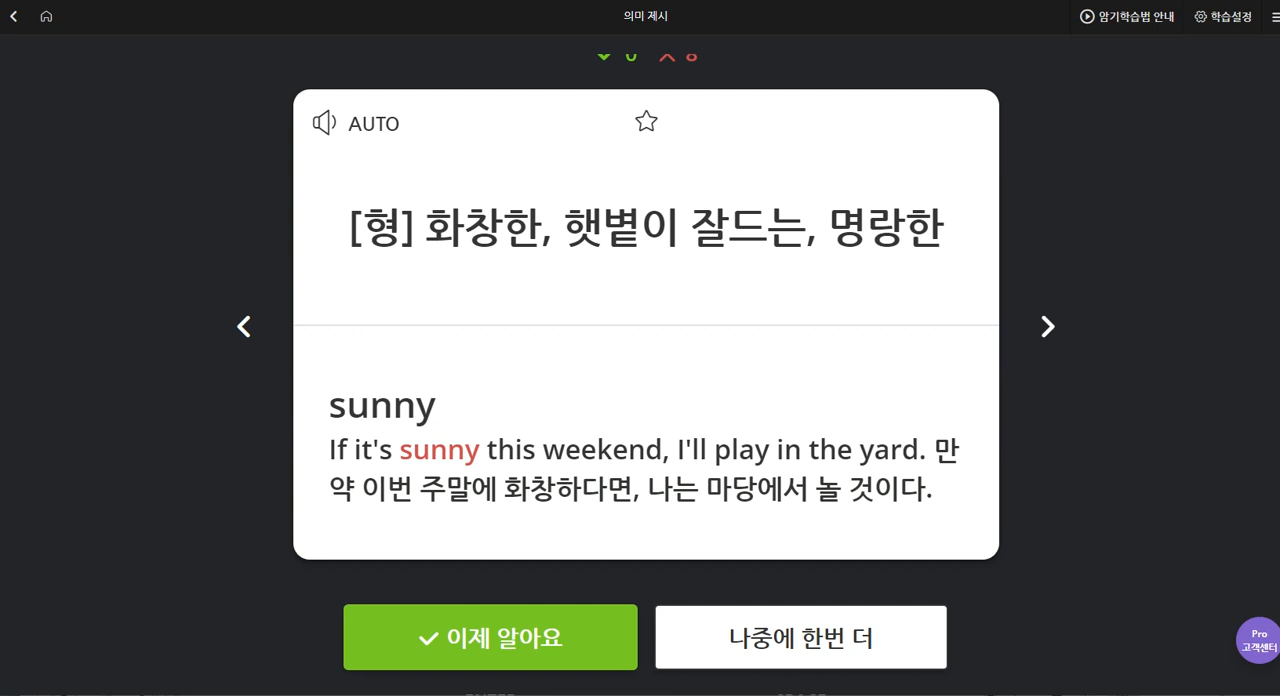 의미 제시
암기학습법 안내
학습설정
AUTO
[형] 화창한, 햇볕이 잘드는, 명랑한
sunny
If it's sunny this weekend, I'll play in the yard. 만
약 이번 주말에 화창하다면, 나는 마당에서 놀 것이다.
이제 알아요
나중에 한번 더
Pro
고객센터